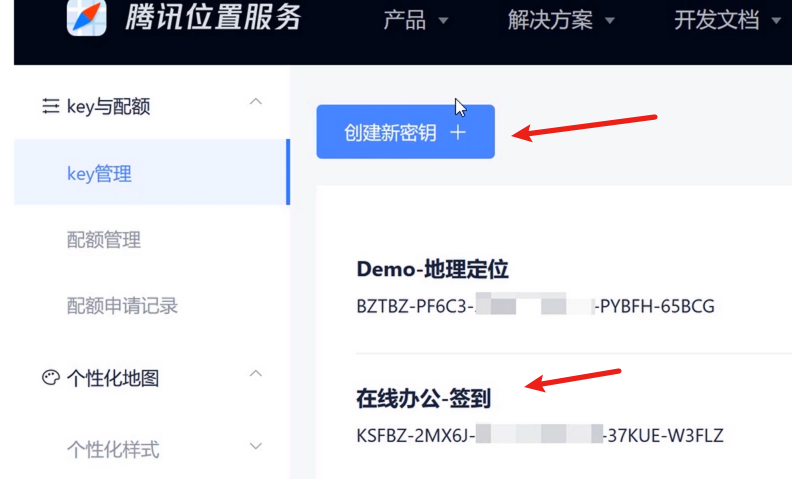 腾讯位置服务 产品 解决方案 开发文档
key与配额
创建新密钥 +
key管理
配额管理
Demo-地理定位
配额申请记录
BZTBZ-PF6C3- -PYBFH-65BCG
个性化地图
在线办公-签到
KSFBZ-2MX6J- -37KUE-W3FLZ
个性化样式